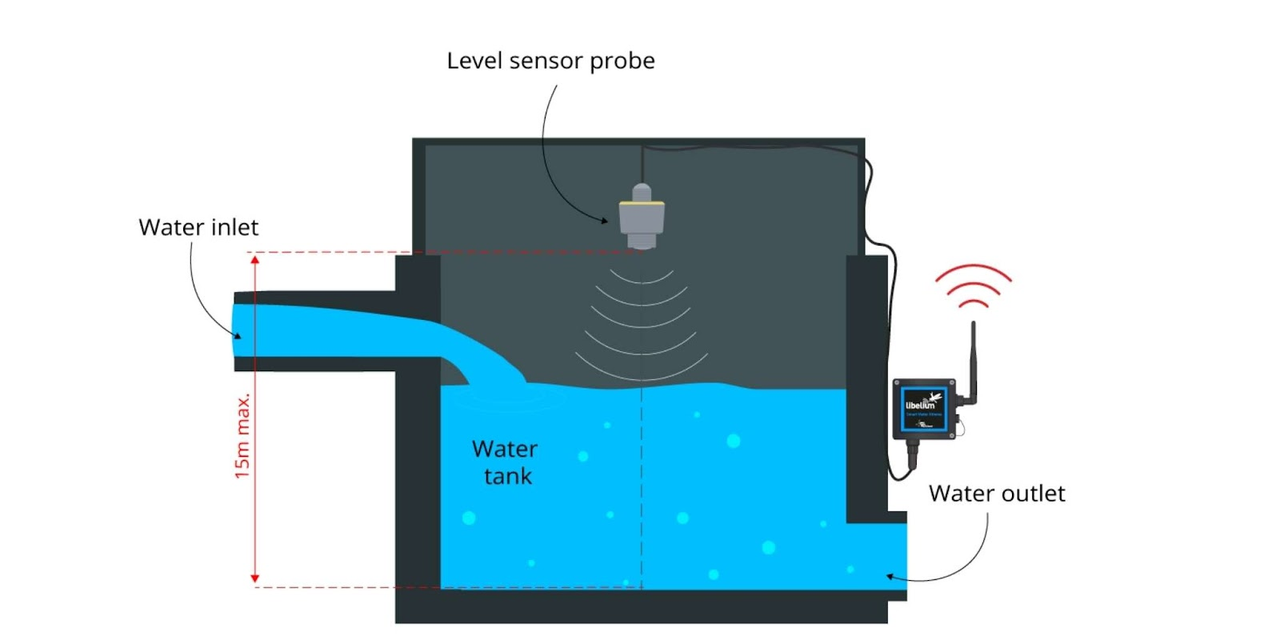 Level sensor probe
Water inlet
15m max.
Water
tank
libelium
Water outlet